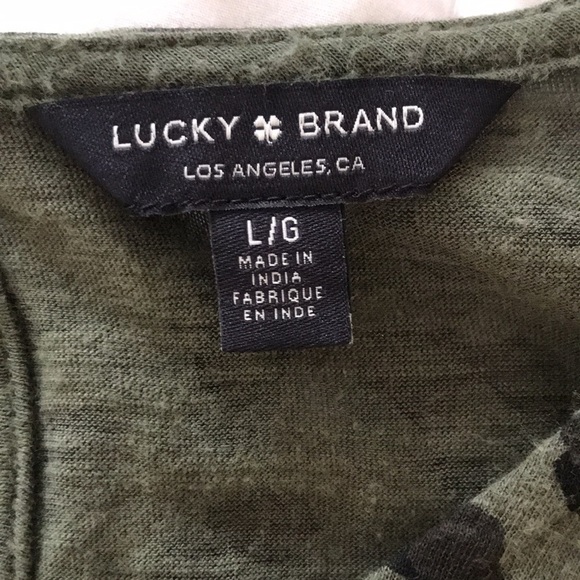 LUCKY BRAND
LOS ANGELES, CA
L/G
MADE IN
INDIA
FABRIQUE
EN INDE